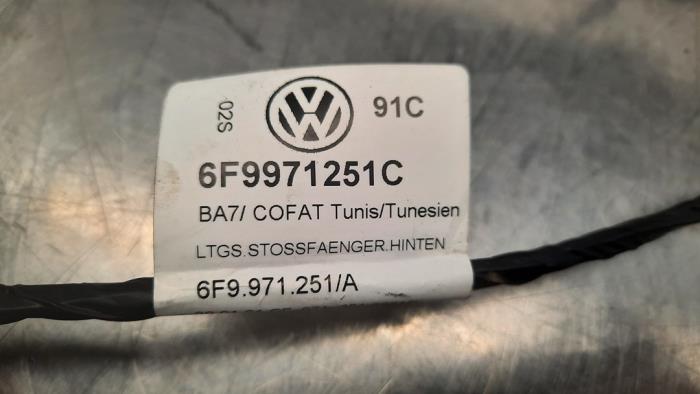 02S
91C
6F9971251C
BA7/ COFAT Tunis/Tunesien
LTGS.STOSSFAENGER.HINTEN
6F9.971.251/A